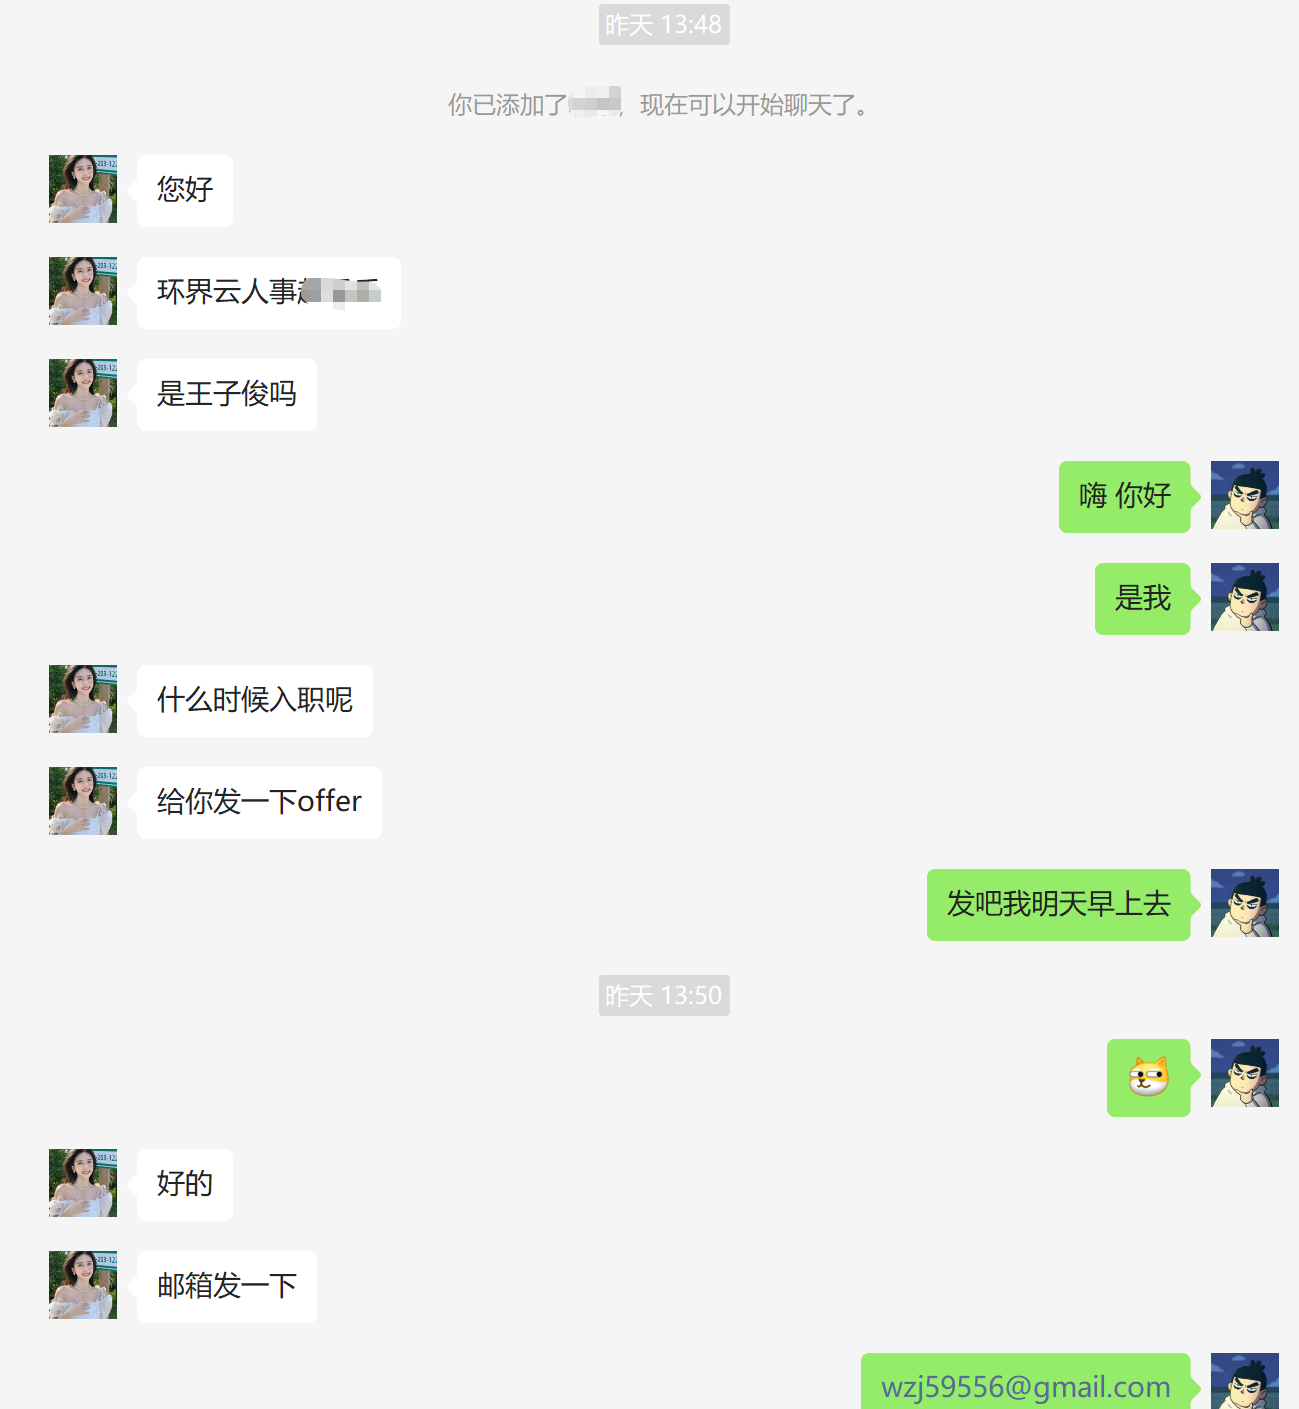 昨天 13:48
你已添加了 现在可以开始聊天了。
您好
环界云人事
是王子俊吗
嗨 你好
是我
什么时候入职呢
给你发一下offer
发吧我明天早上去
昨天 13:50
好的
邮箱发一下
wzj59556@gmail.com